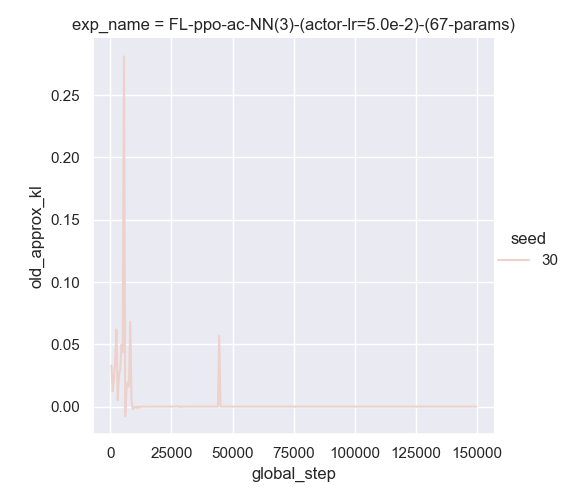 exp_name = FL-ppo-ac-NN(3)-(actor-lr=5.0e-2)-(67-params)
0.25
0.20
0.15
0.10
0.05
0.00
old_approx_kl
0 25000 50000 75000 100000 125000 150000
global_step
seed
30